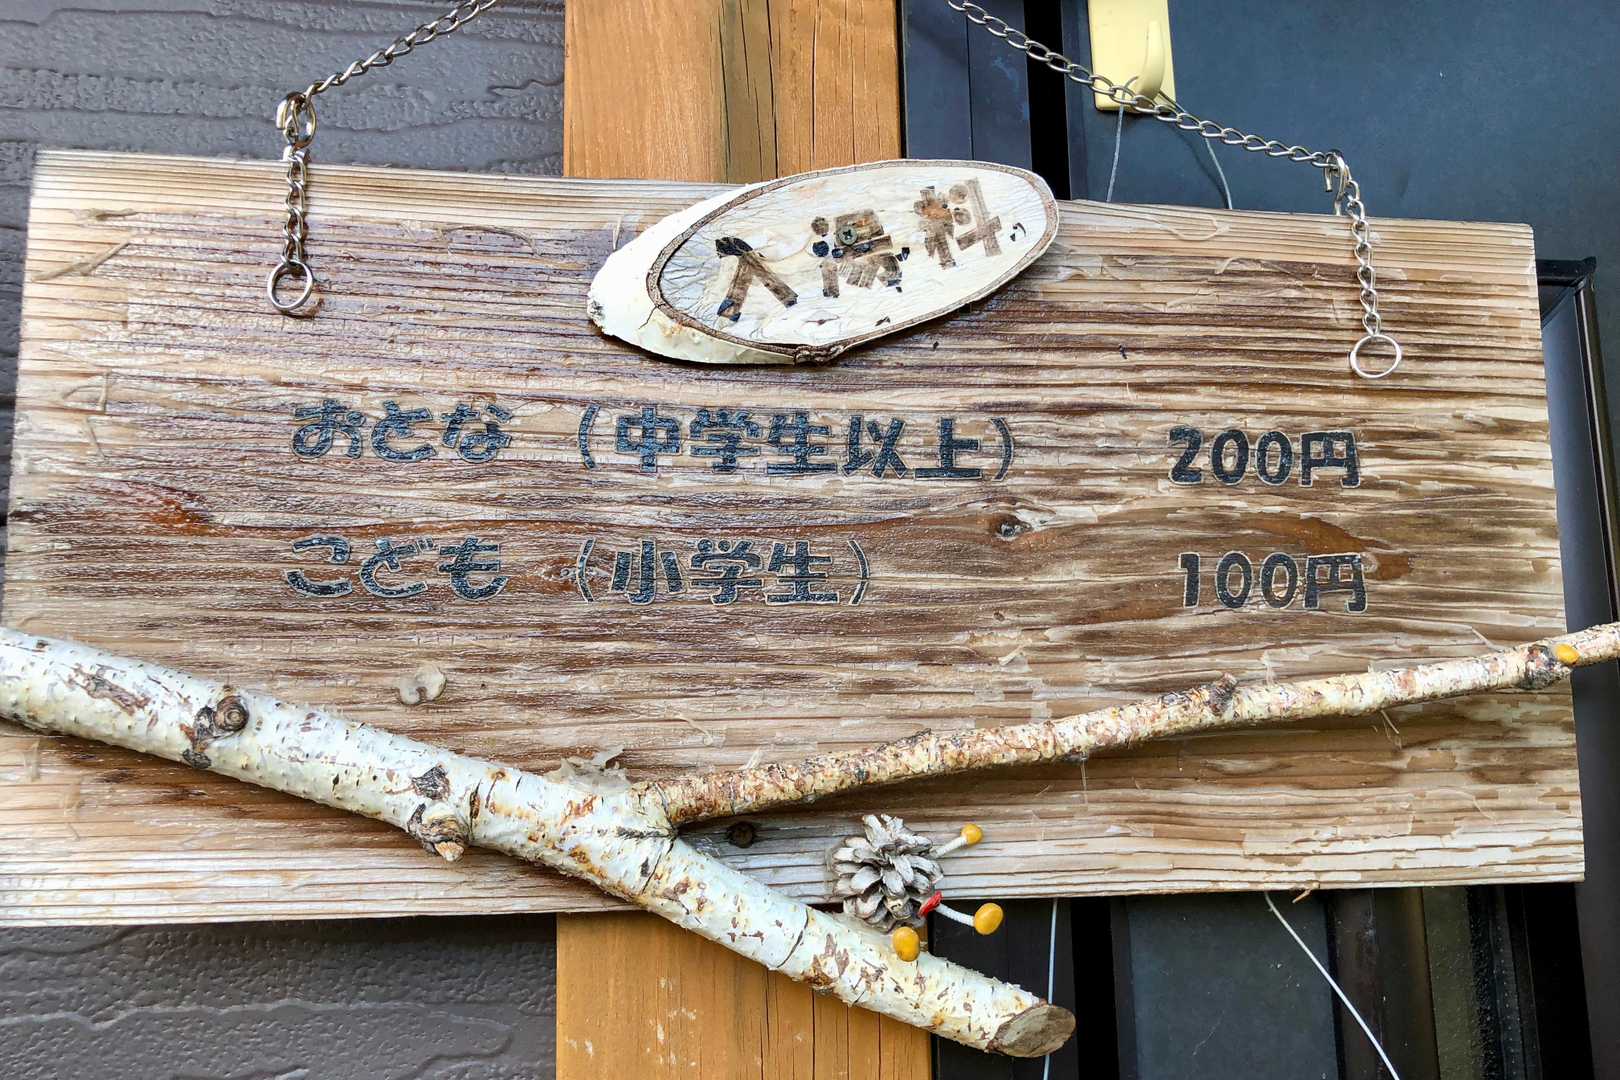 入湯料
おとな （中学生以上） 200円
こども （小学生） 100円